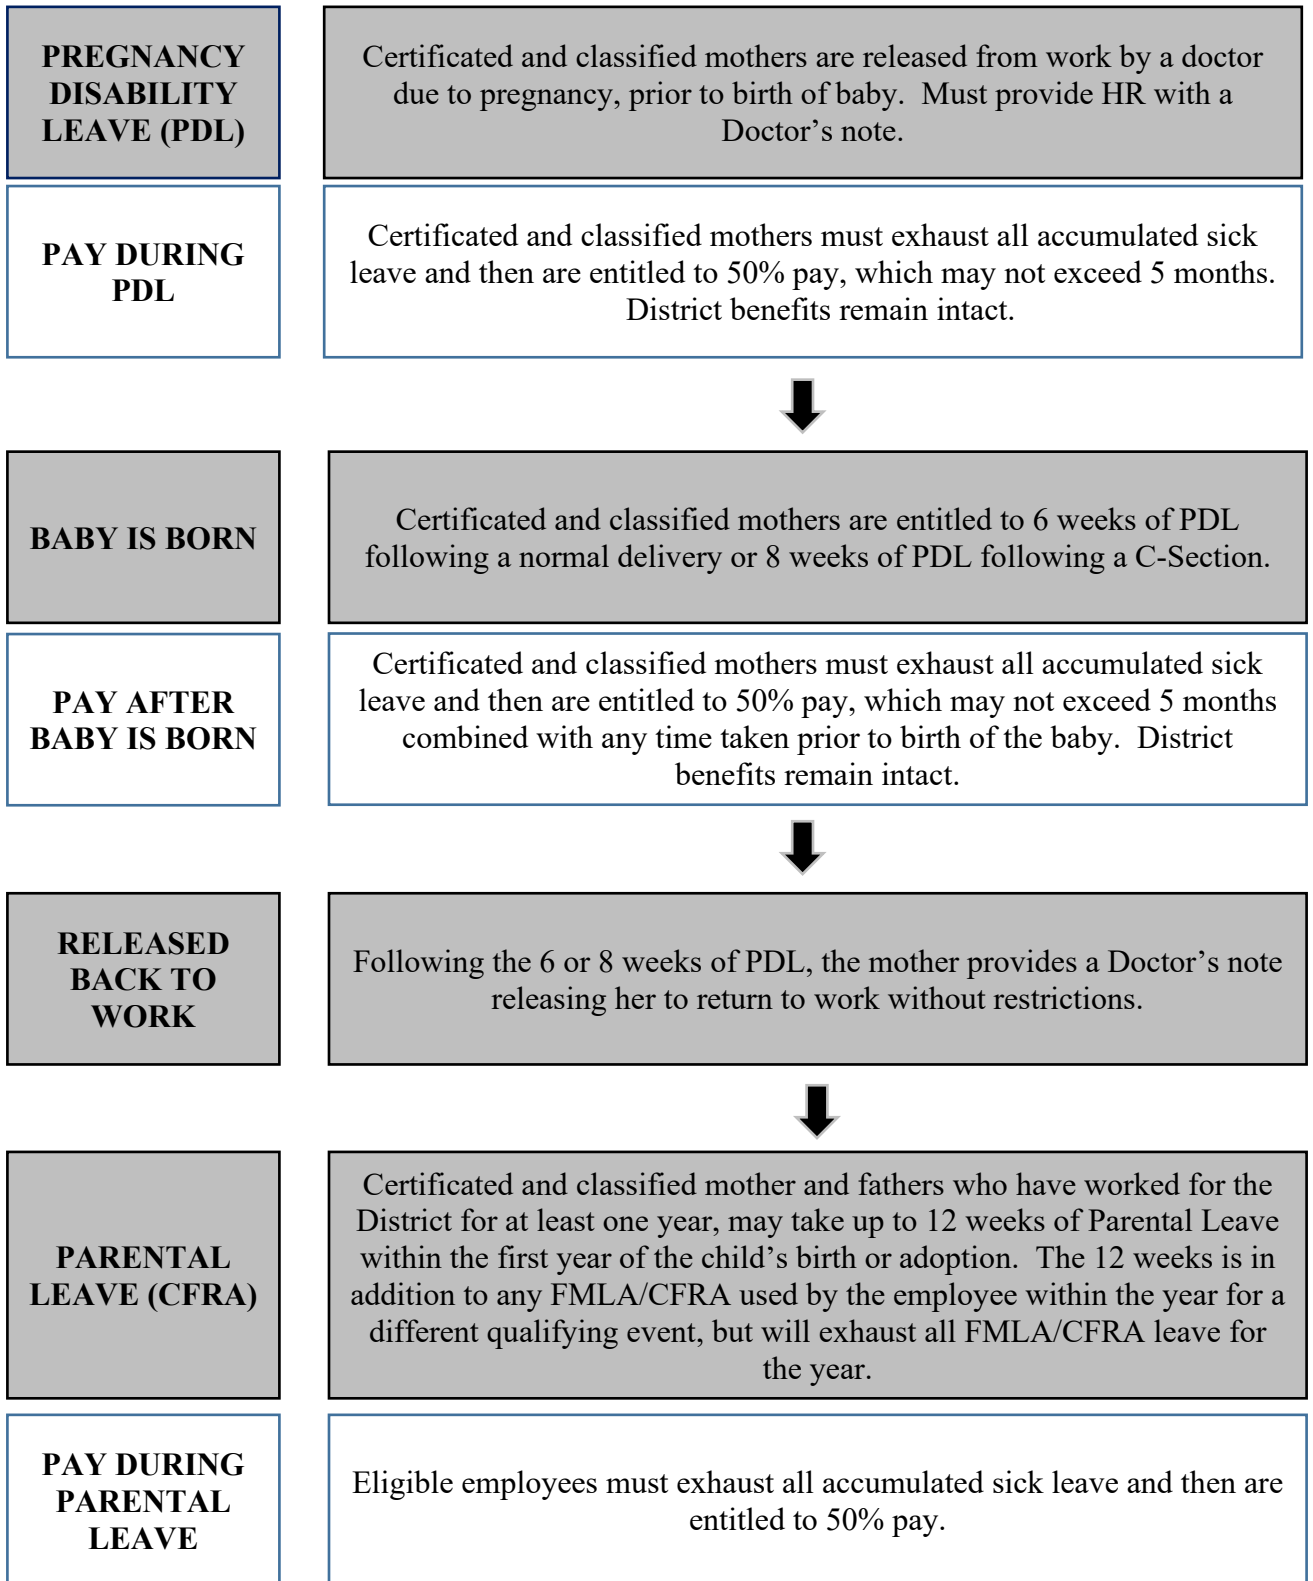 PREGNANCY
DISABILITY
LEAVE (PDL)
Certificated and classified mothers are released from work by a doctor
due to pregnancy, prior to birth of baby.  Must provide HR with a
Doctor’s note.
PAY DURING
PDL
Certificated and classified mothers must exhaust all accumulated sick
leave and then are entitled to 50% pay, which may not exceed 5 months.
District benefits remain intact.
BABY IS BORN
Certificated and classified mothers are entitled to 6 weeks of PDL
following a normal delivery or 8 weeks of PDL following a C-Section.
PAY AFTER
BABY IS BORN
Certificated and classified mothers must exhaust all accumulated sick
leave and then are entitled to 50% pay, which may not exceed 5 months
combined with any time taken prior to birth of the baby.  District
benefits remain intact.
RELEASED
BACK TO
WORK
Following the 6 or 8 weeks of PDL, the mother provides a Doctor’s note
releasing her to return to work without restrictions.
PARENTAL
LEAVE (CFRA)
Certificated and classified mother and fathers who have worked for the
District for at least one year, may take up to 12 weeks of Parental Leave
within the first year of the child’s birth or adoption.  The 12 weeks is in
addition to any FMLA/CFRA used by the employee within the year for a
different qualifying event, but will exhaust all FMLA/CFRA leave for
the year.
PAY DURING
PARENTAL
LEAVE
Eligible employees must exhaust all accumulated sick leave and then are
entitled to 50% pay.